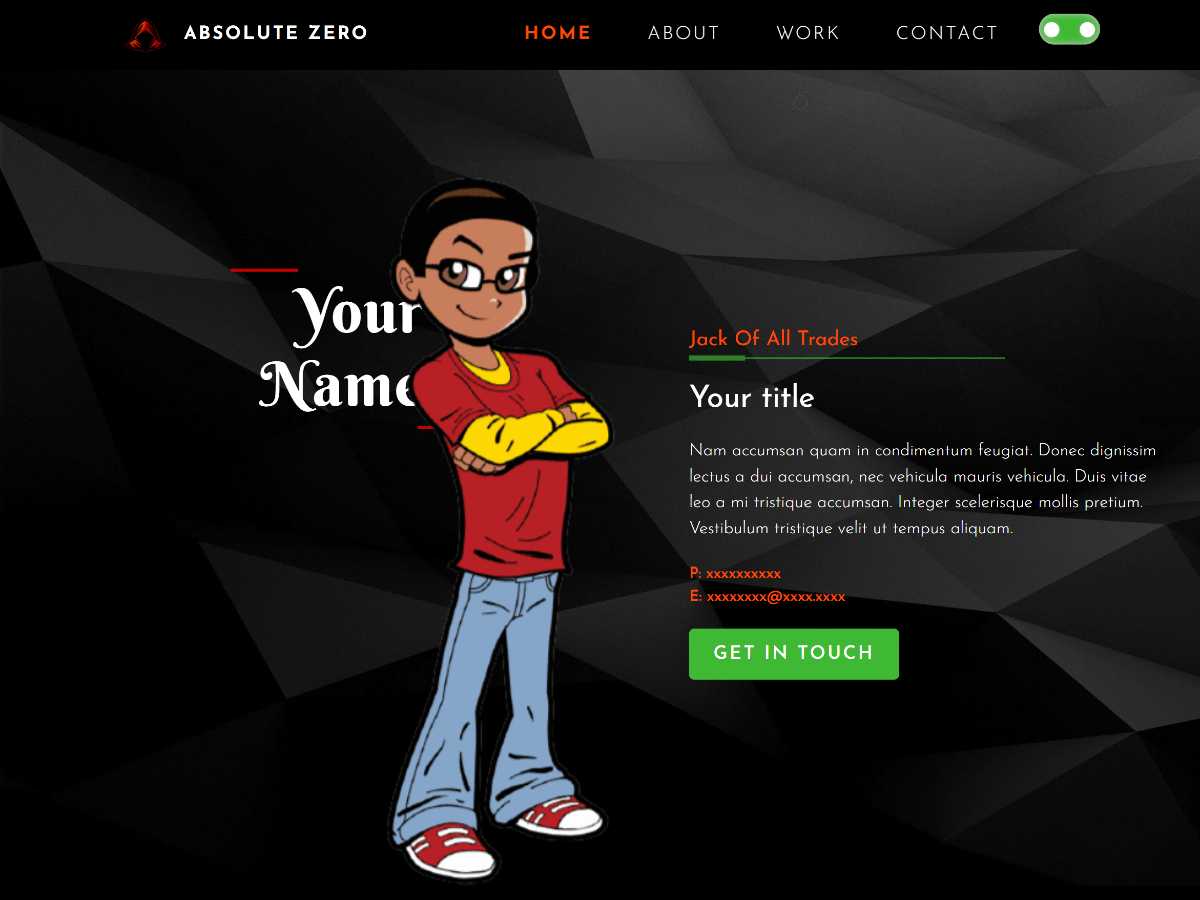 ABSOLUTE ZERO
HOME ABOUT WORK CONTACT
Your
Name
Jack Of All Trades
Your title
Nam accumsan quam in condimentum feugiat. Donec dignissim
lectus a dui accumsan, nec vehicula mauris vehicula. Duis vitae
leo a mi tristique accumsan. Integer scelerisque mollis pretium.
Vestibulum tristique velit ut tempus aliquam.
P: xxxxxxxxxx
E: xxxxxxxx@xxxx.xxxx
GET IN TOUCH